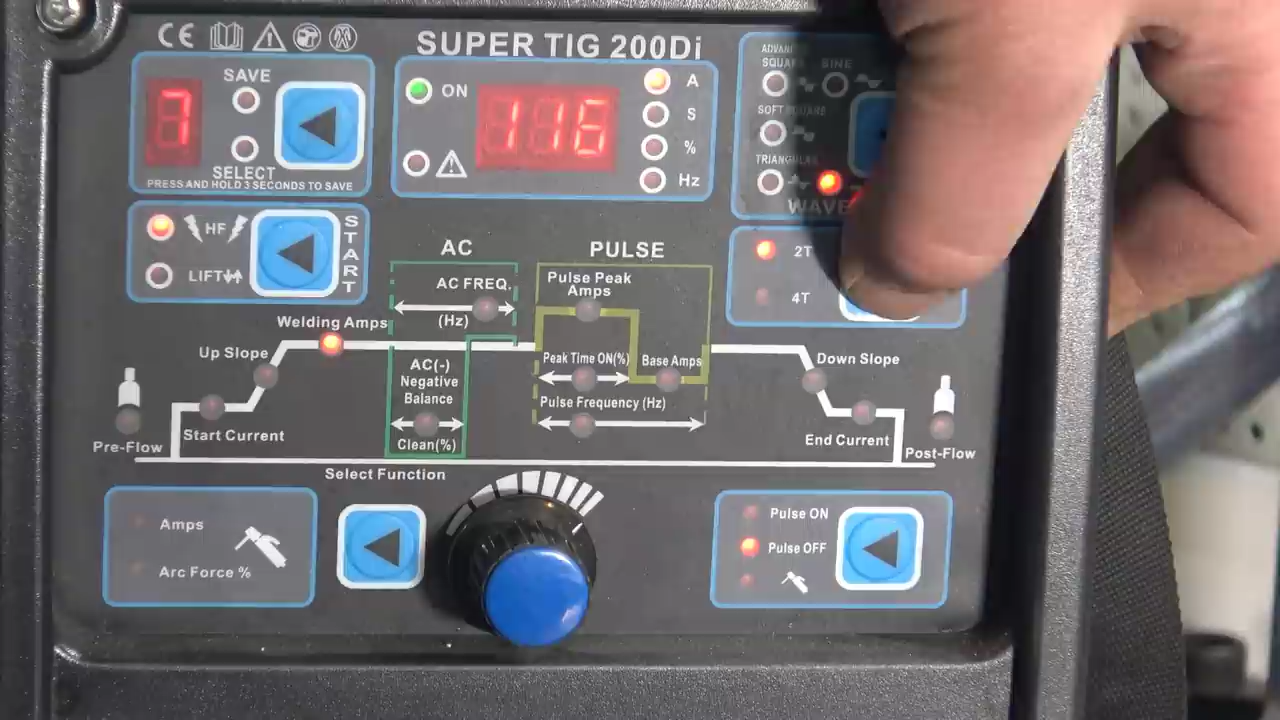 CE
SUPER TIG 200Di
SAVE
7
SELECT
PRESS AND HOLD 3 SECONDS TO SAVE
ON
116
A
S
%
Hz
SQUARE
SINE
SOFT SQUARE
TRIANGULAR
WAVE
HF
LIFT
START
2T
4T
AC
PULSE
AC FREQ.
(Hz)
Pulse Peak
Amps
Welding Amps
Up Slope
AC(-)
Negative
Balance
Clean(%)
Peak Time ON(%)
Base Amps
Pulse Frequency (Hz)
Down Slope
Start Current
End Current
Pre-Flow
Post-Flow
Select Function
Amps
Arc Force %
Pulse ON
Pulse OFF